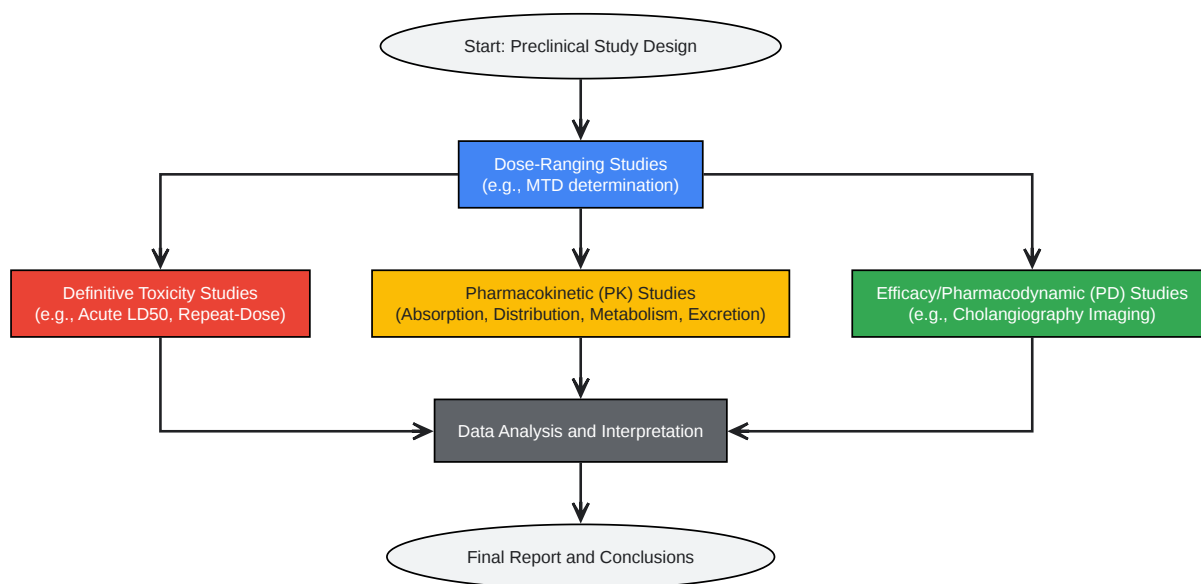 Start: Preclinical Study Design
Dose-Ranging Studies
(e.g., MTD determination)
Definitive Toxicity Studies
(e.g., Acute LD50, Repeat-Dose)
Pharmacokinetic (PK) Studies
(Absorption, Distribution, Metabolism, Excretion)
Efficacy/Pharmacodynamic (PD) Studies
(e.g., Cholangiography Imaging)
Data Analysis and Interpretation
Final Report and Conclusions